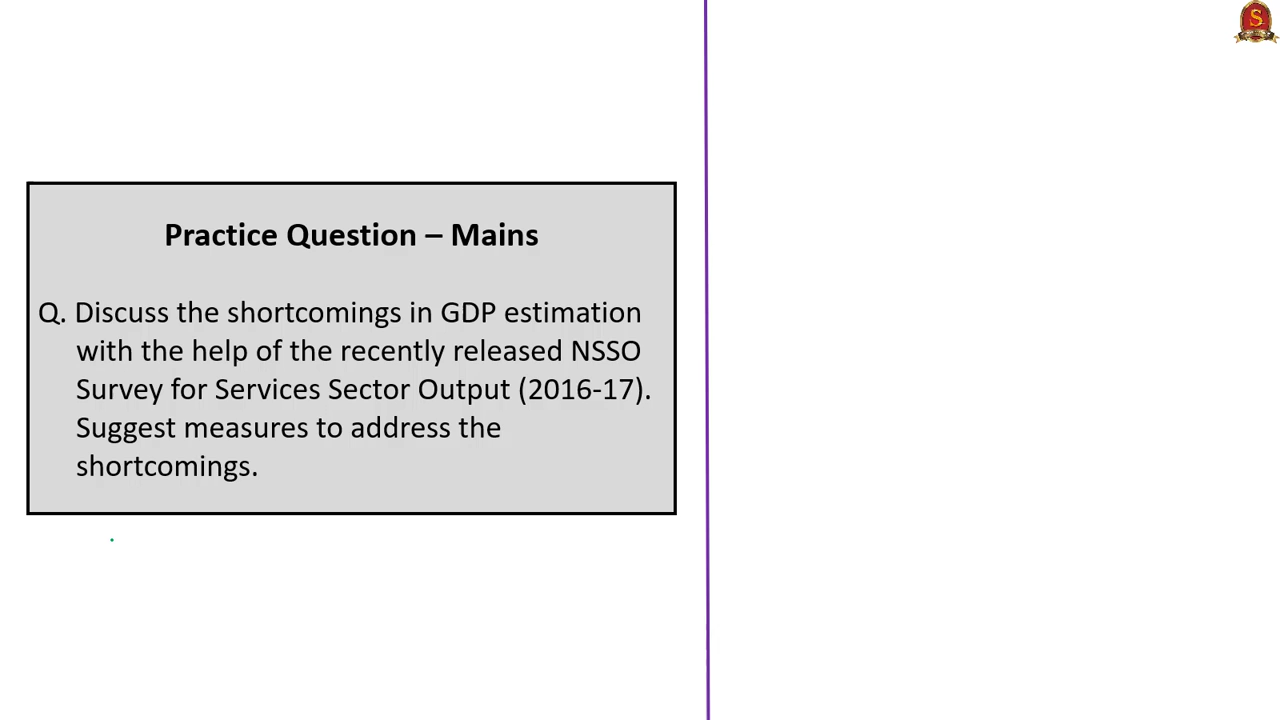 Practice Question – Mains
Q. Discuss the shortcomings in GDP estimation
with the help of the recently released NSSO
Survey for Services Sector Output (2016-17).
Suggest measures to address the
shortcomings.
S